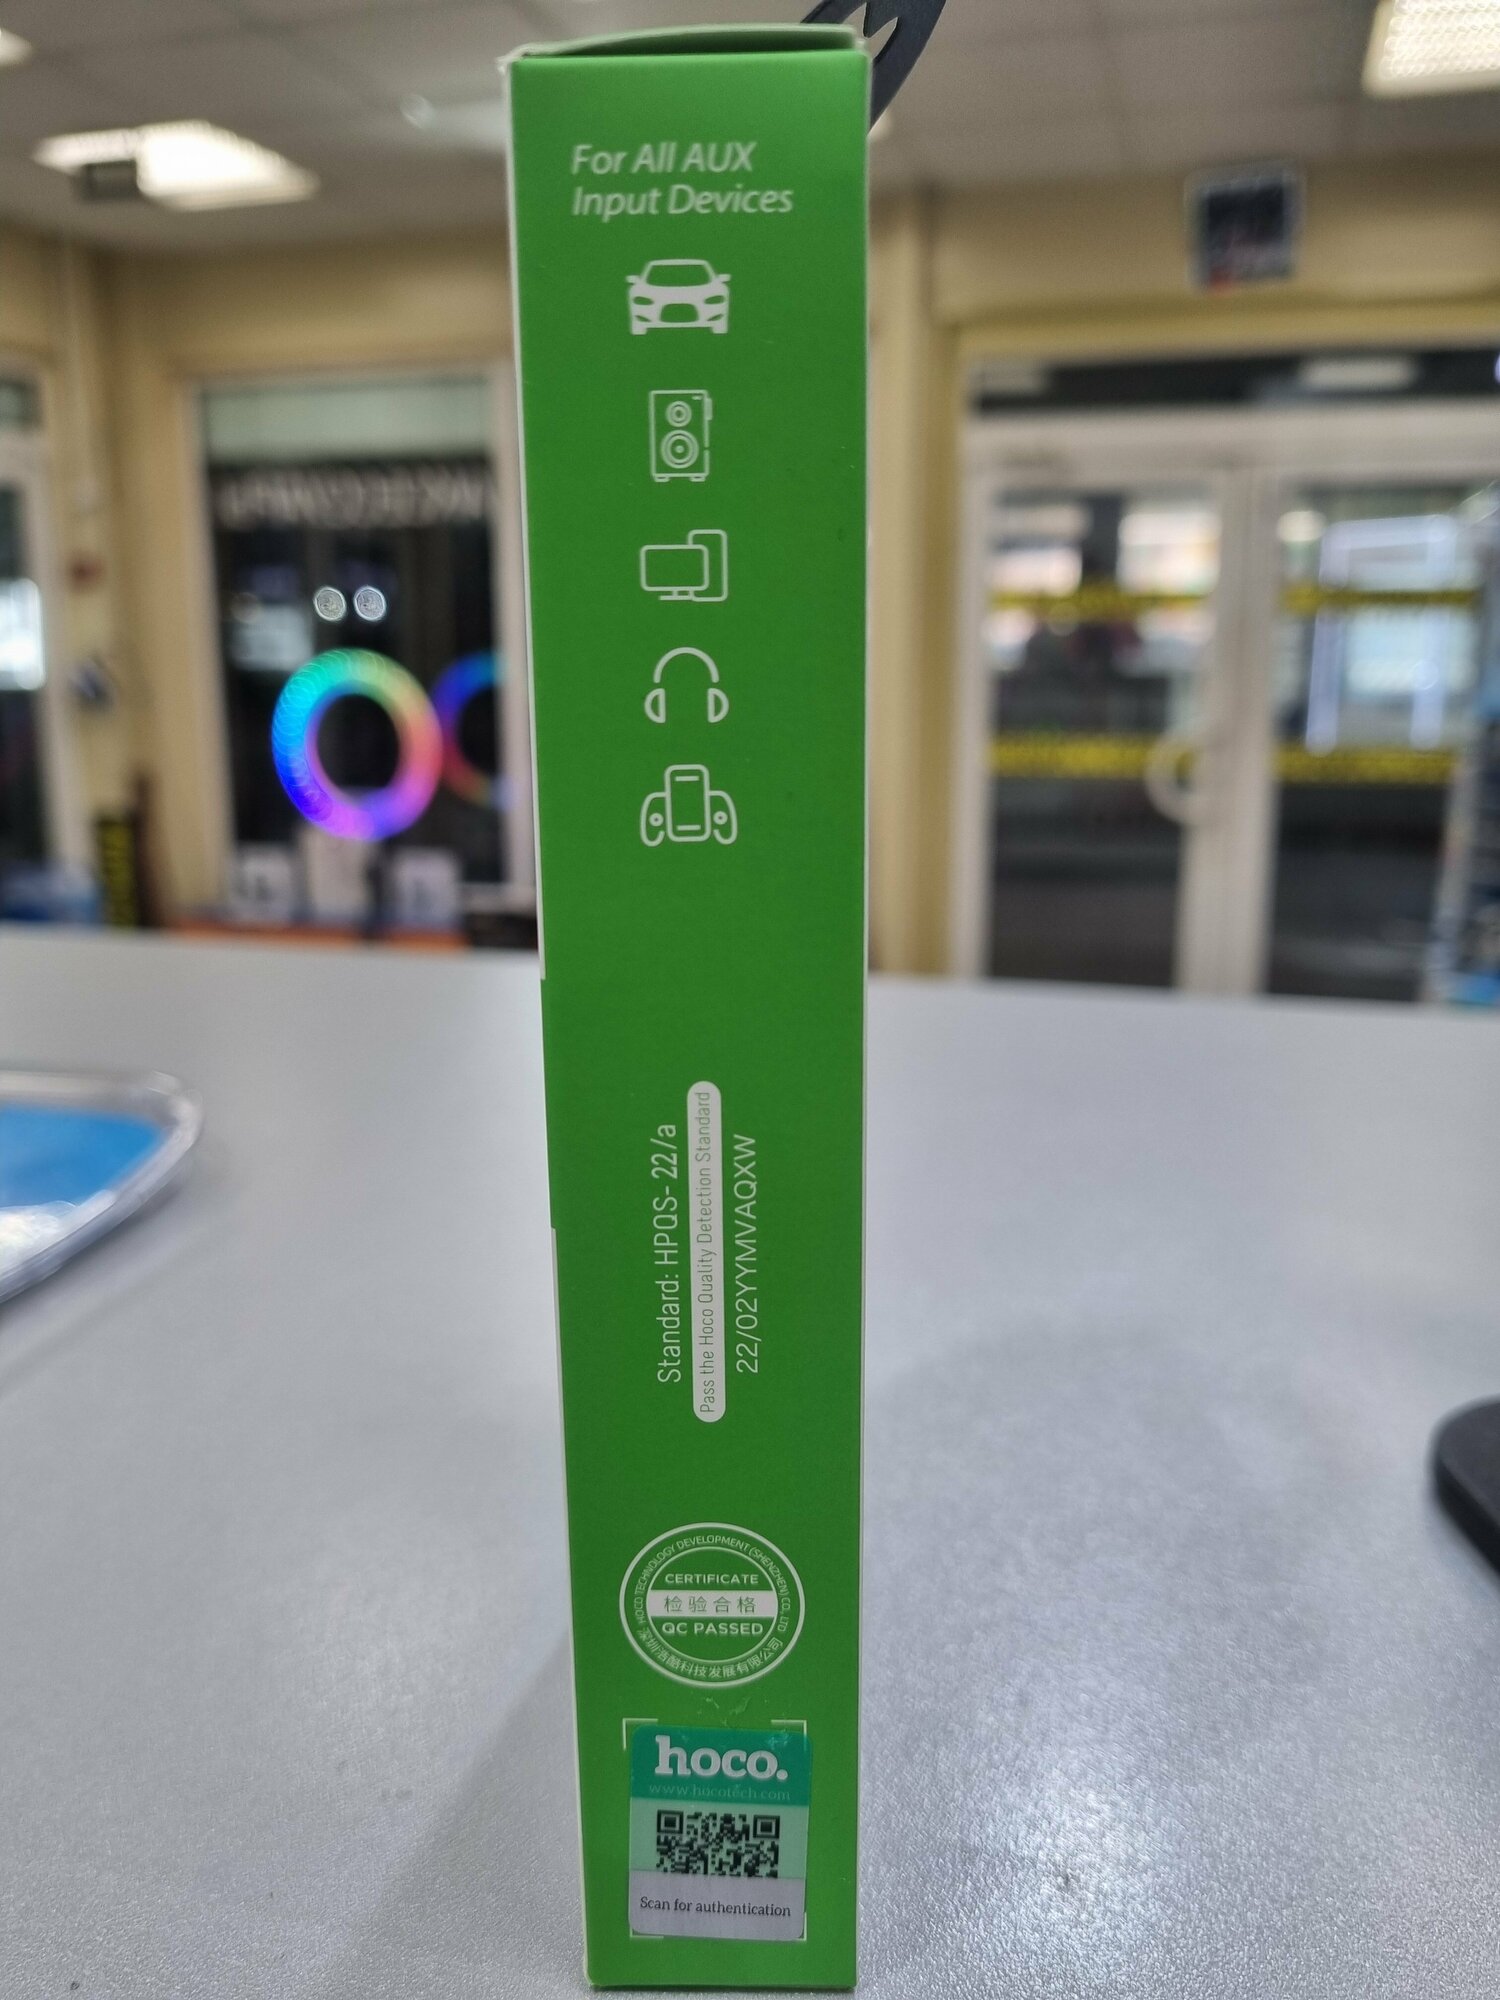 For All AUX
Input Devices
Standard: HPQS- 22/a
Pass the Hoco Quality Detection Standard
22/02YYMVAQXW
HOCO TECHNOLOGY DEVELOPMENT (SHENZHEN) CO., LTD
CERTIFICATE
检验合格
QC PASSED
深圳浩酷科技发展有限公司
hoco.
www.hocotech.com
Scan for authentication